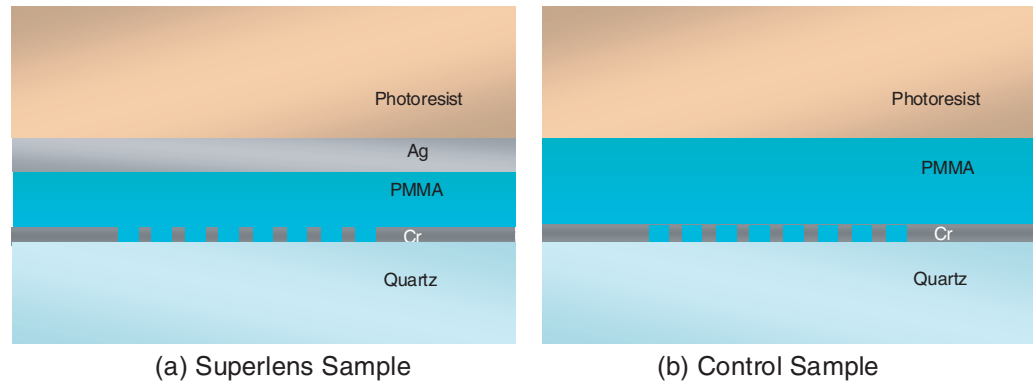 Photoresist
Ag
PMMA
Cr
Quartz
(a) Superlens Sample
Photoresist
PMMA
Cr
Quartz
(b) Control Sample